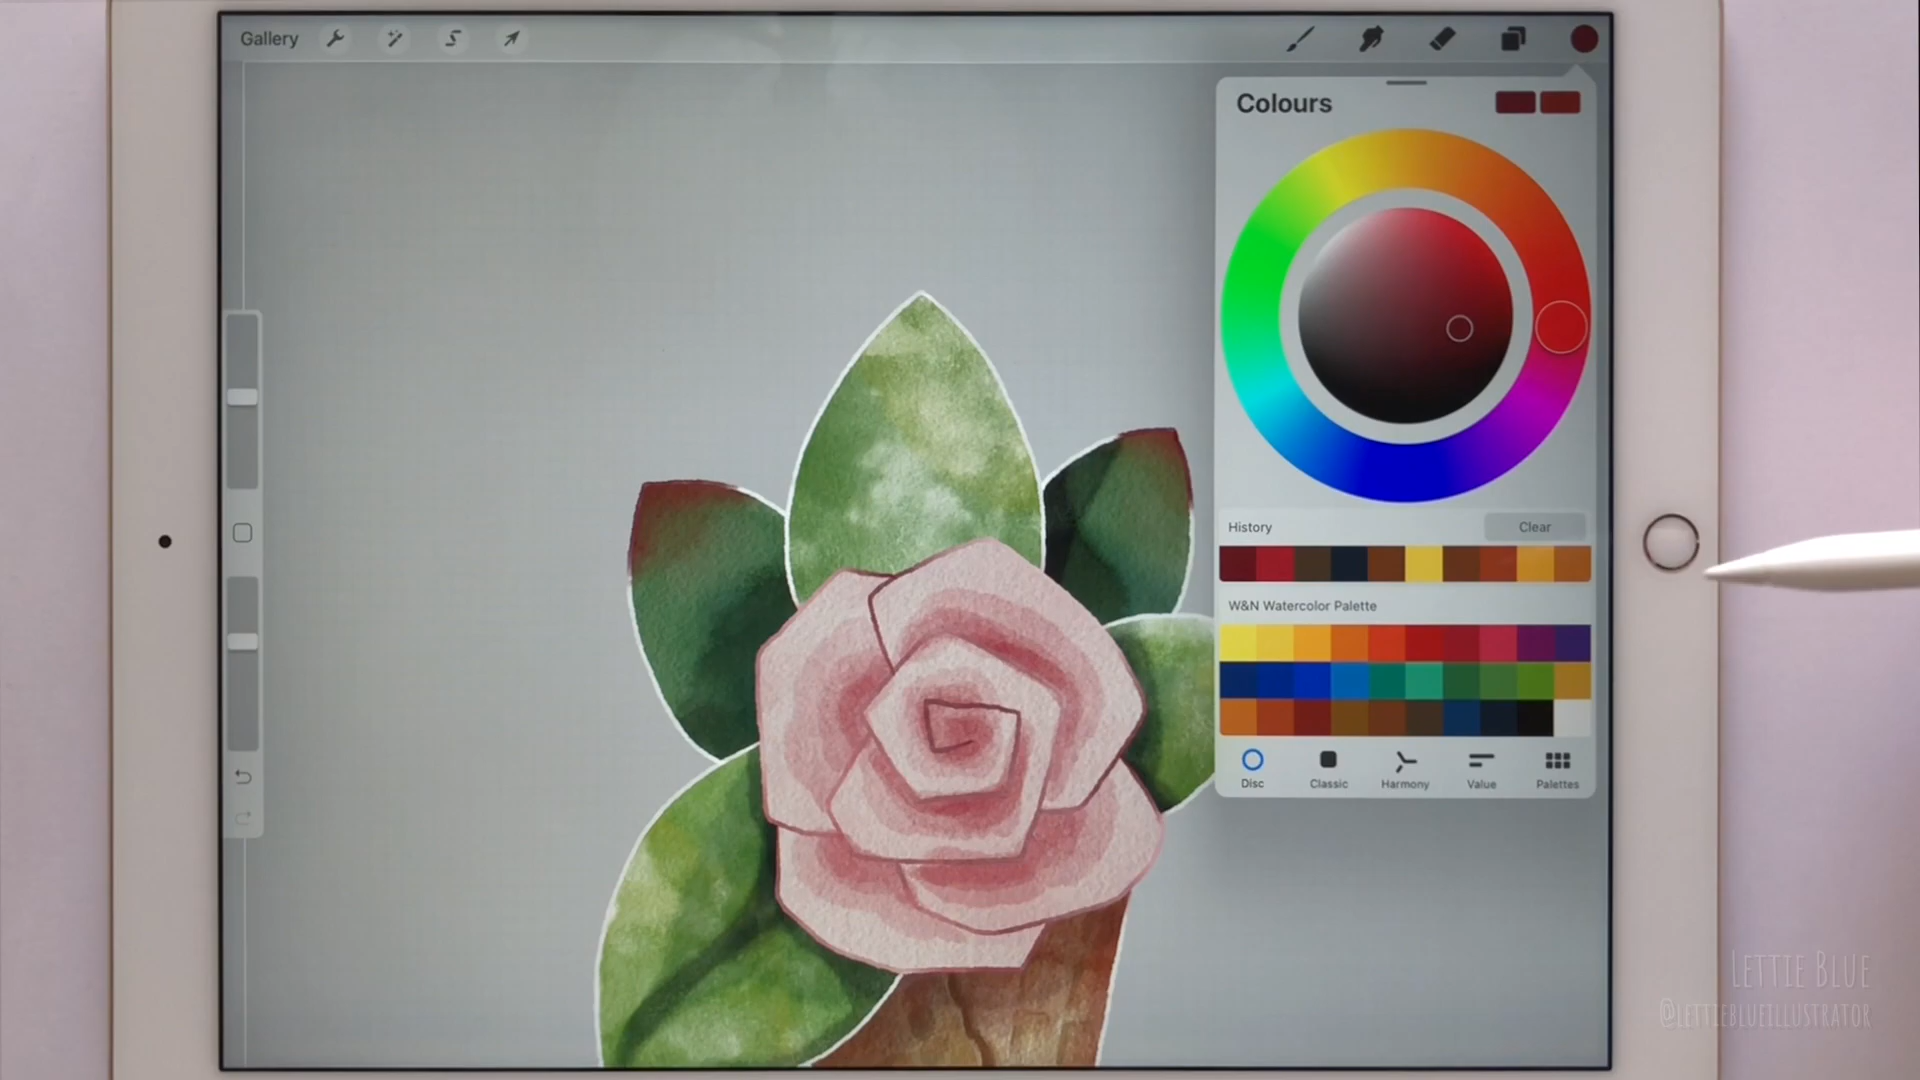 Gallery
Colours
History
Clear
W&N Watercolor Palette
Disc
Classic
Harmony
Value
Palettes
LETTIE BLUE
@LETTIEBLUEILLUSTRATOR